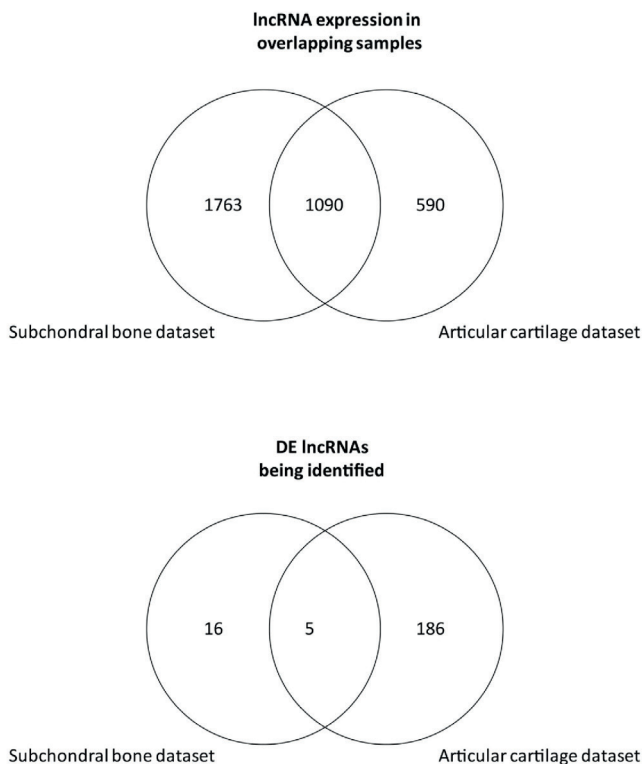 lncRNA expression in
overlapping samples
1763 1090 590
Subchondral bone dataset Articular cartilage dataset
DE lncRNAs
being identified
16 5 186
Subchondral bone dataset Articular cartilage dataset